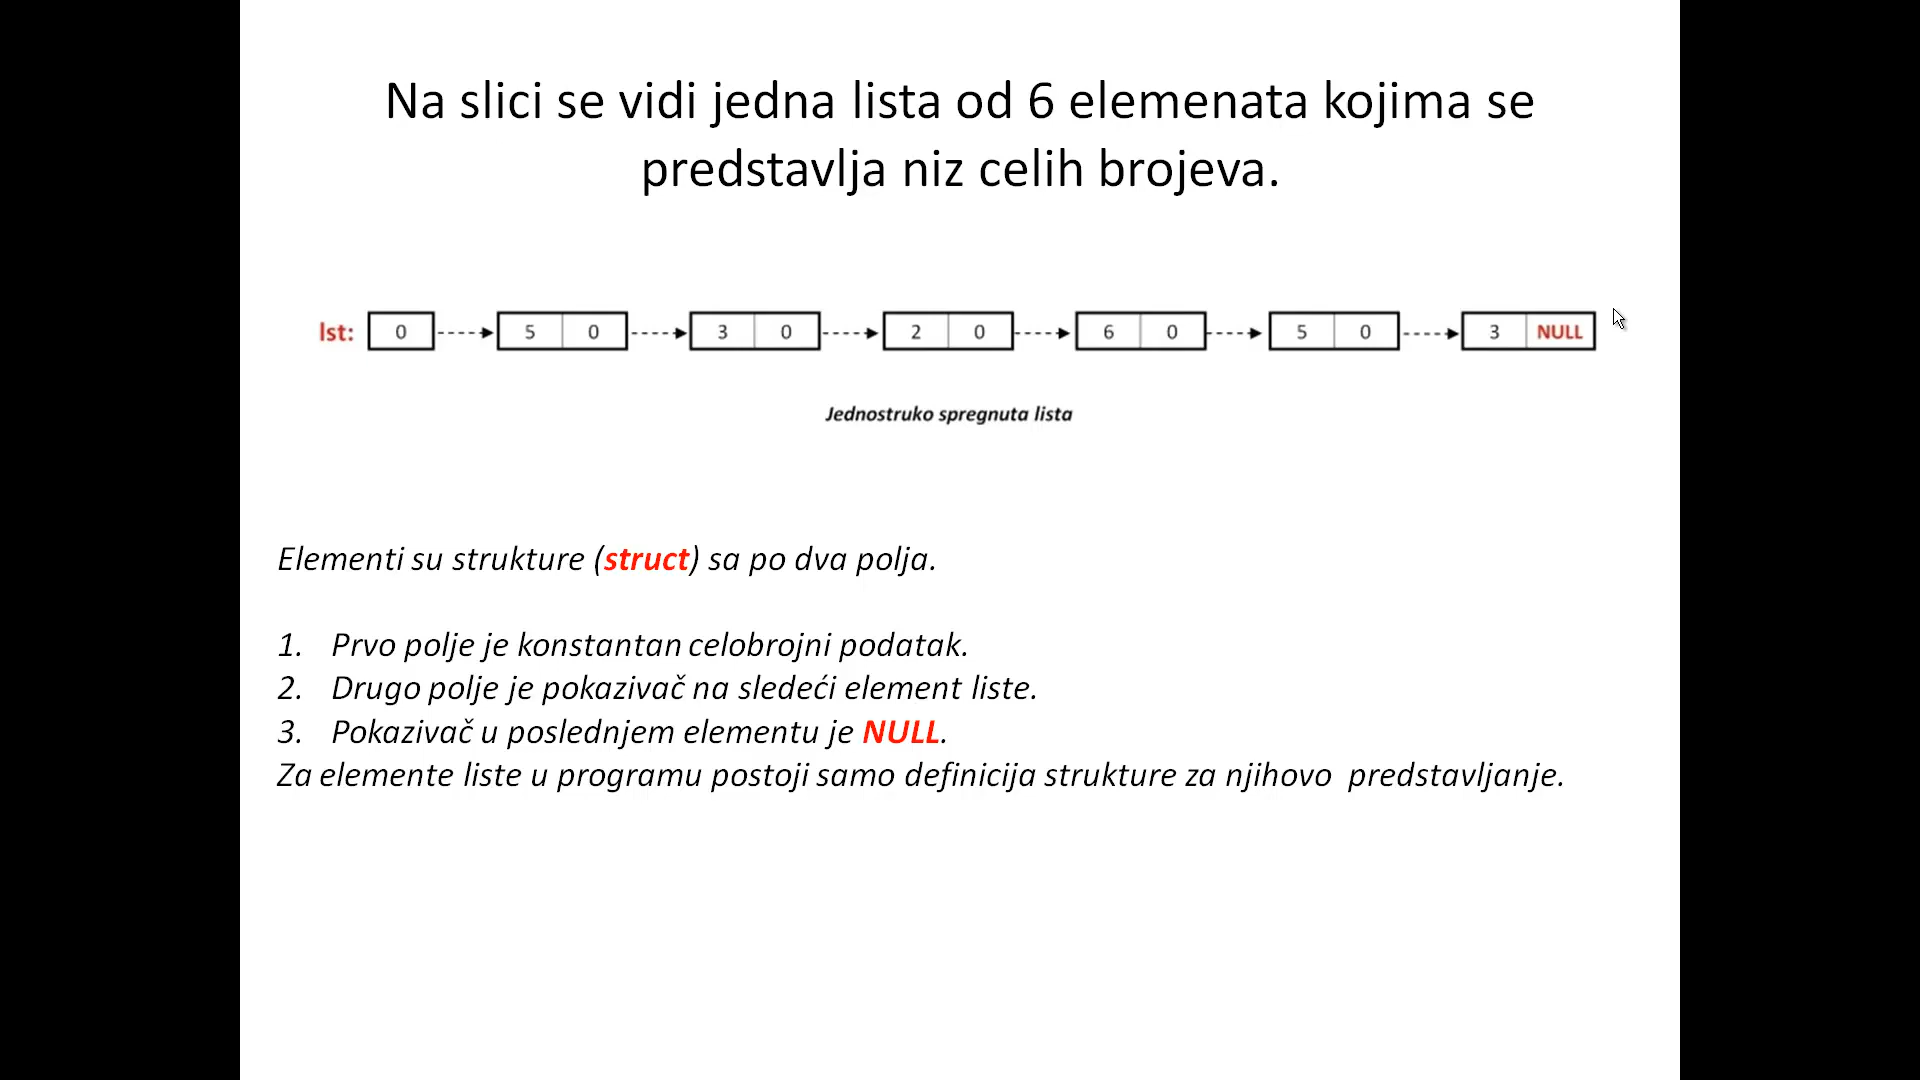 Na slici se vidi jedna lista od 6 elemenata kojima se
predstavlja niz celih brojeva.
lst: 0 5 0 3 0 2 0 6 0 5 0 3 NULL
Jednostruko spregnuta lista
Elementi su strukture (struct) sa po dva polja.
1. Prvo polje je konstantan celobrojni podatak.
2. Drugo polje je pokazivač na sledeći element liste.
3. Pokazivač u poslednjem elementu je NULL.
Za elemente liste u programu postoji samo definicija strukture za njihovo predstavljanje.